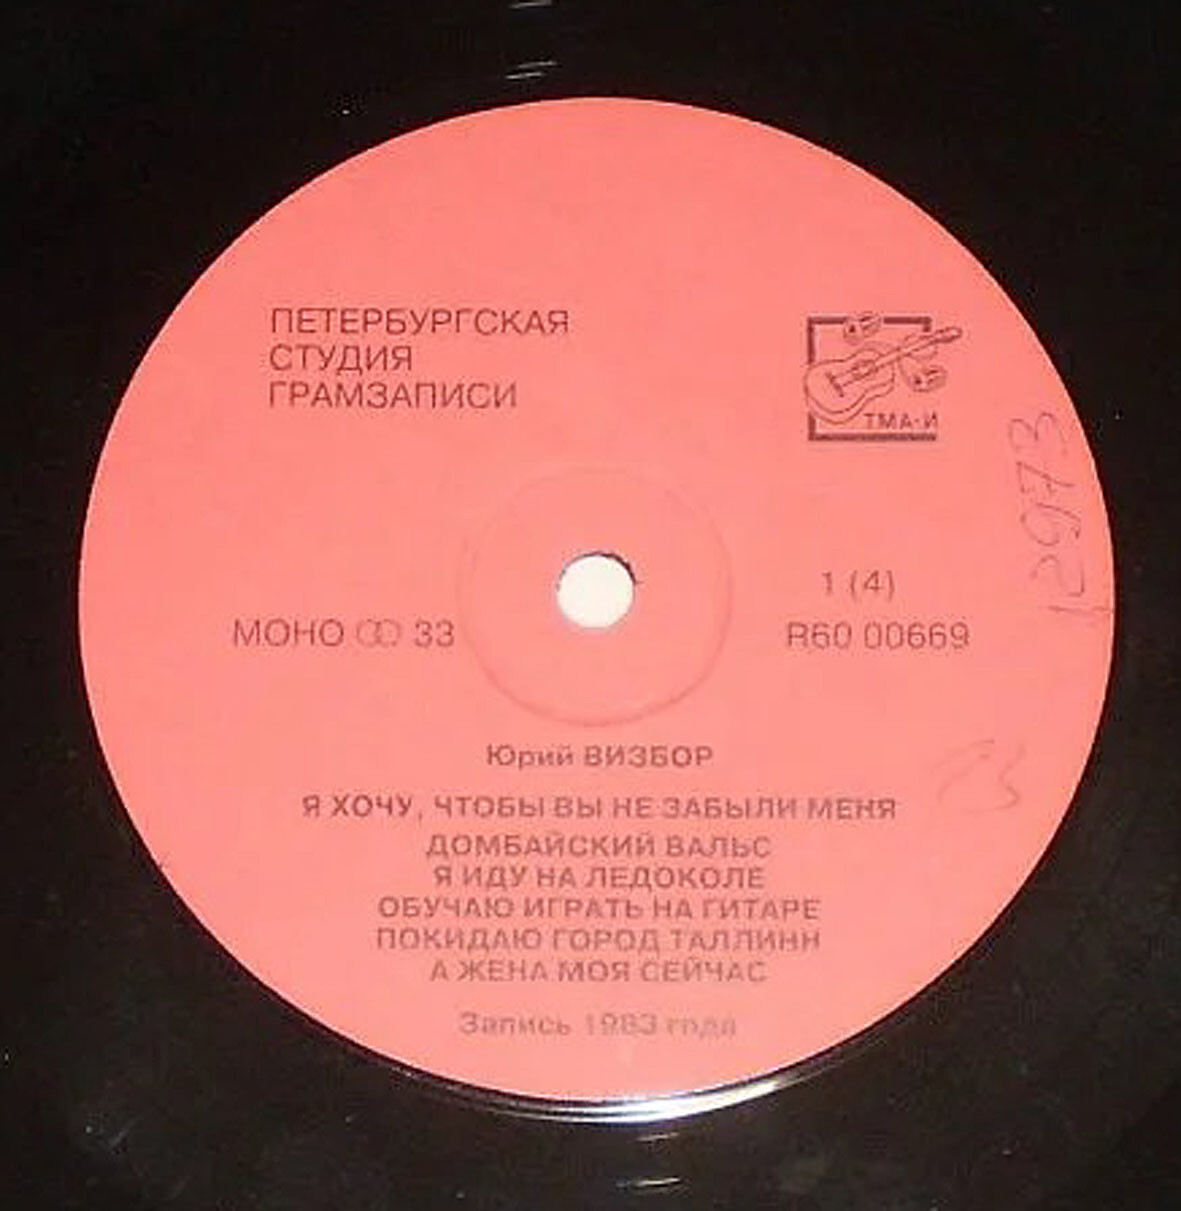 ПЕТЕРБУРГСКАЯ
СТУДИЯ
ГРАМЗАПИСИ
ТМА-И
2973
1 (4)
МОНО 33
R60 00669
Юрий ВИЗБОР
Я ХОЧУ, ЧТОБЫ ВЫ НЕ ЗАБЫЛИ МЕНЯ
ДОМБАЙСКИЙ ВАЛЬС
Я ИДУ НА ЛЕДОКОЛЕ
ОБУЧАЮ ИГРАТЬ НА ГИТАРЕ
ПОКИДАЮ ГОРОД ТАЛЛИНН
А ЖЕНА МОЯ СЕЙЧАС
Запись 1983 года